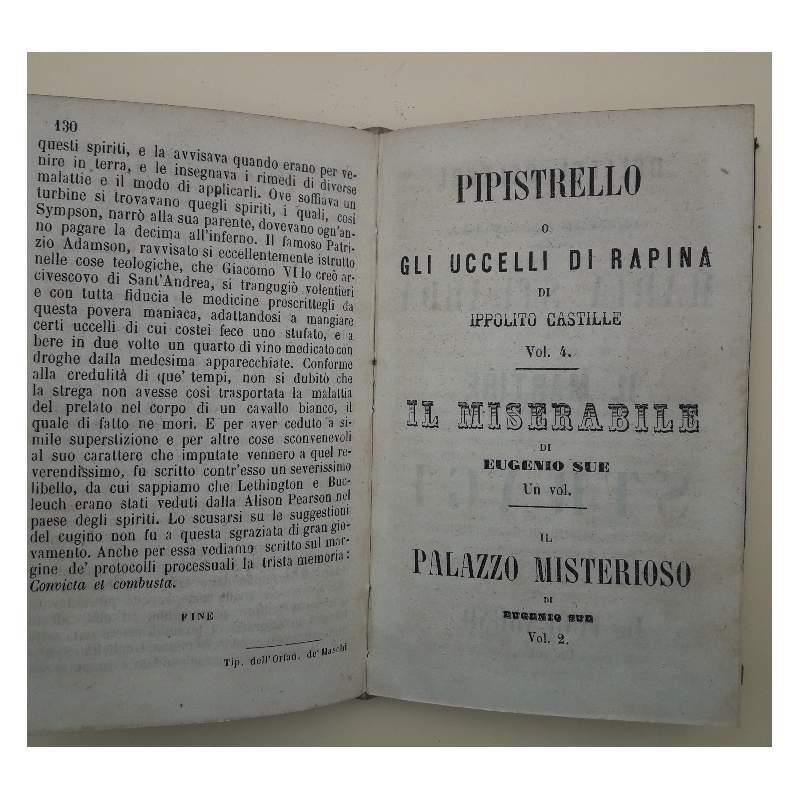 130
questi spiriti, e la avvisava quando erano per ve-
nire in terra, e le insegnava i rimedi di diverse
malattie e il modo di applicarli. Ove soffiava un
turbine si trovavano quegli spiriti, i quali, così
Sympson, narrò alla sua parente, dovevano ogn'an-
no pagare la decima all'inferno. Il famoso Patri-
zio Adamson, ravvisato sì eccellentemente istrutto
nelle cose teologiche, che Giacomo VI lo creò ar-
civescovo di Sant'Andrea, si trangugiò volentieri
e con tutta fiducia le medicine prescrittegli da
questa povera maniaca, adattandosi a mangiare
certi uccelli di cui costei fece uno stufato, e a
bere in due volte un quarto di vino medicato con
droghe dalla medesima apparecchiate. Conforme
alla credulità di que' tempi, non si dubitò che
la strega non avesse così trasportata la malattia
del prelato nel corpo di un cavallo bianco, il
quale di fatto ne morì. E per aver ceduto a si-
mile superstizione e per altre cose sconvenevoli
al suo carattere che imputate vennero a quel re-
verendissimo, fu scritto contr'esso un severissimo
libello, da cui sappiamo che Lethington e Buc-
leuch erano stati veduti dalla Alison Pearson nel
paese degli spiriti. Lo scusarsi su le suggestioni
del cugino non fu a questa sgraziata di gran gio-
vamento. Anche per essa vediamo scritto sul mar-
gine de' protocolli processuali la trista memoria:
Convicta et combusta.
FINE
Tip. dell'Orfan. de' Maschi
PIPISTRELLO
O
GLI UCCELLI DI RAPINA
DI
IPPOLITO CASTILLE
Vol. 4.
IL MISERABILE
DI
EUGENIO SUE
Un vol.
IL
PALAZZO MISTERIOSO
DI
EUGENIO SUE
Vol. 2.